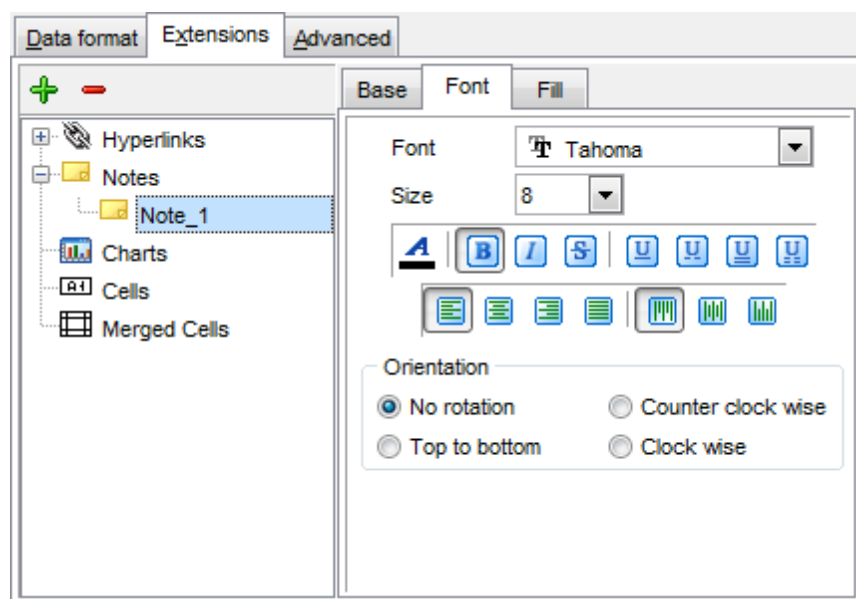 Data format Extensions Advanced
Base Font Fill
Hyperlinks
Notes
Note_1
Charts
Cells
Merged Cells
Font Tahoma
Size 8
Orientation
No rotation Counter clock wise
Top to bottom Clock wise